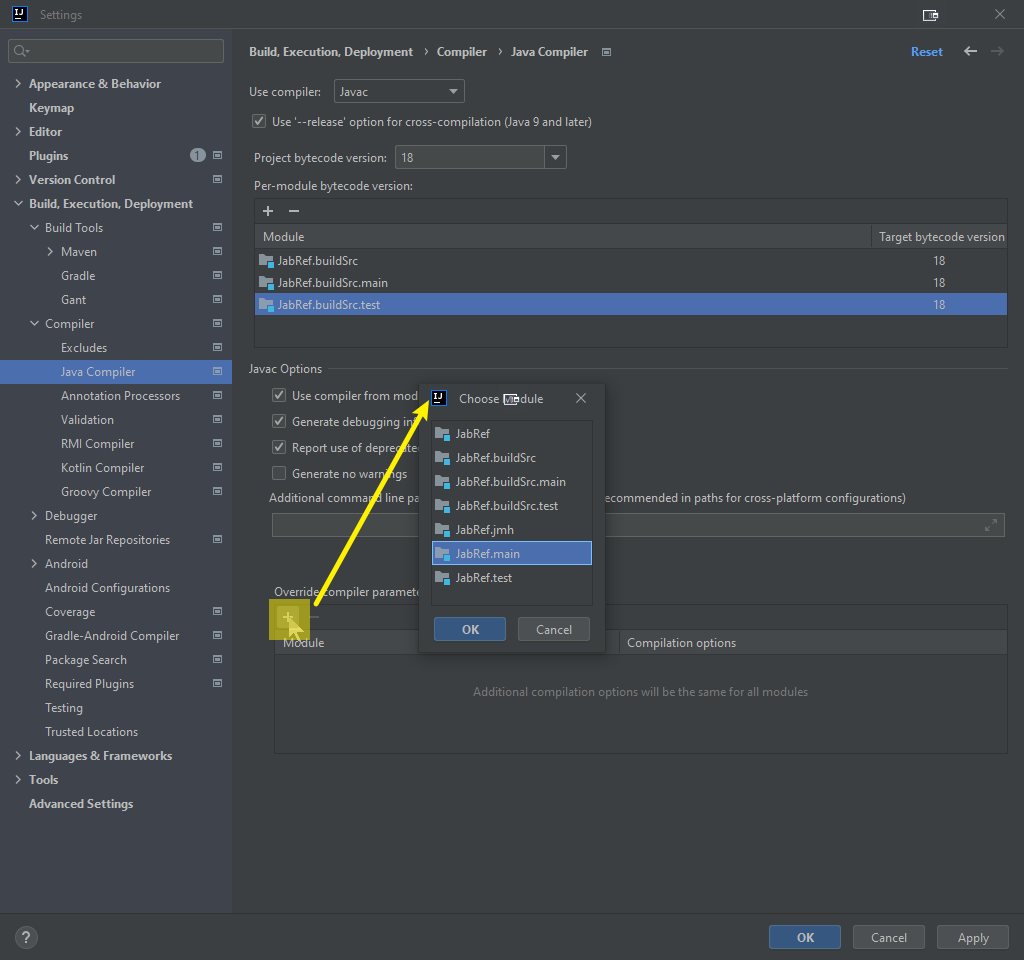 Settings
Build, Execution, Deployment › Compiler › Java Compiler
Reset
Appearance & Behavior
Keymap
Editor
Plugins 1
Version Control
Build, Execution, Deployment
Build Tools
Maven
Gradle
Gant
Compiler
Excludes
Java Compiler
Annotation Processors
Validation
RMI Compiler
Kotlin Compiler
Groovy Compiler
Debugger
Remote Jar Repositories
Android
Android Configurations
Coverage
Gradle-Android Compiler
Package Search
Required Plugins
Testing
Trusted Locations
Languages & Frameworks
Tools
Advanced Settings
Use compiler: Javac
Use '--release' option for cross-compilation (Java 9 and later)
Project bytecode version: 18
Per-module bytecode version:
Module Target bytecode version
JabRef.buildSrc 18
JabRef.buildSrc.main 18
JabRef.buildSrc.test 18
Javac Options
Use compiler from mod
Generate debugging inf
Report use of deprecate
Generate no warnings
Additional command line pa ecommended in paths for cross-platform configurations)
Override compiler paramete
Module Compilation options
Additional compilation options will be the same for all modules
Choose Module
JabRef
JabRef.buildSrc
JabRef.buildSrc.main
JabRef.buildSrc.test
JabRef.jmh
JabRef.main
JabRef.test
OK Cancel
?
OK Cancel Apply